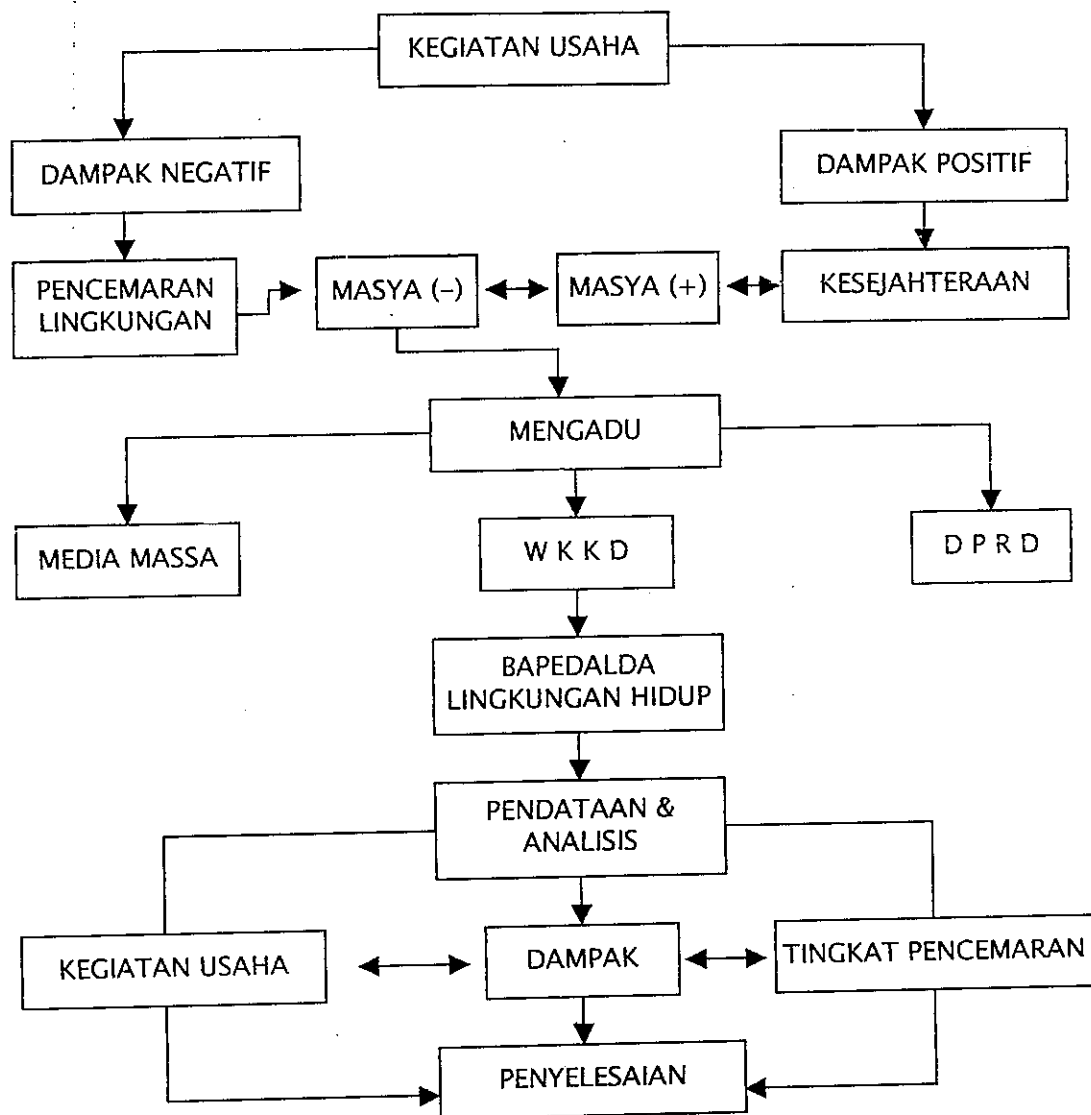 KEGIATAN USAHA
DAMPAK NEGATIF
DAMPAK POSITIF
PENCEMARAN
LINGKUNGAN
MASYA (–)
MASYA (+)
KESEJAHTERAAN
MENGADU
MEDIA MASSA
W K K D
D P R D
BAPEDALDA
LINGKUNGAN HIDUP
PENDATAAN &
ANALISIS
KEGIATAN USAHA
DAMPAK
TINGKAT PENCEMARAN
PENYELESAIAN